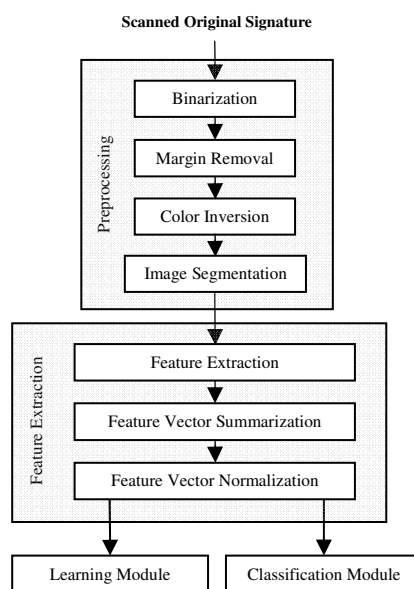 Scanned Original Signature
Preprocessing
Binarization
Margin Removal
Color Inversion
Image Segmentation
Feature Extraction
Feature Extraction
Feature Vector Summarization
Feature Vector Normalization
Learning Module
Classification Module